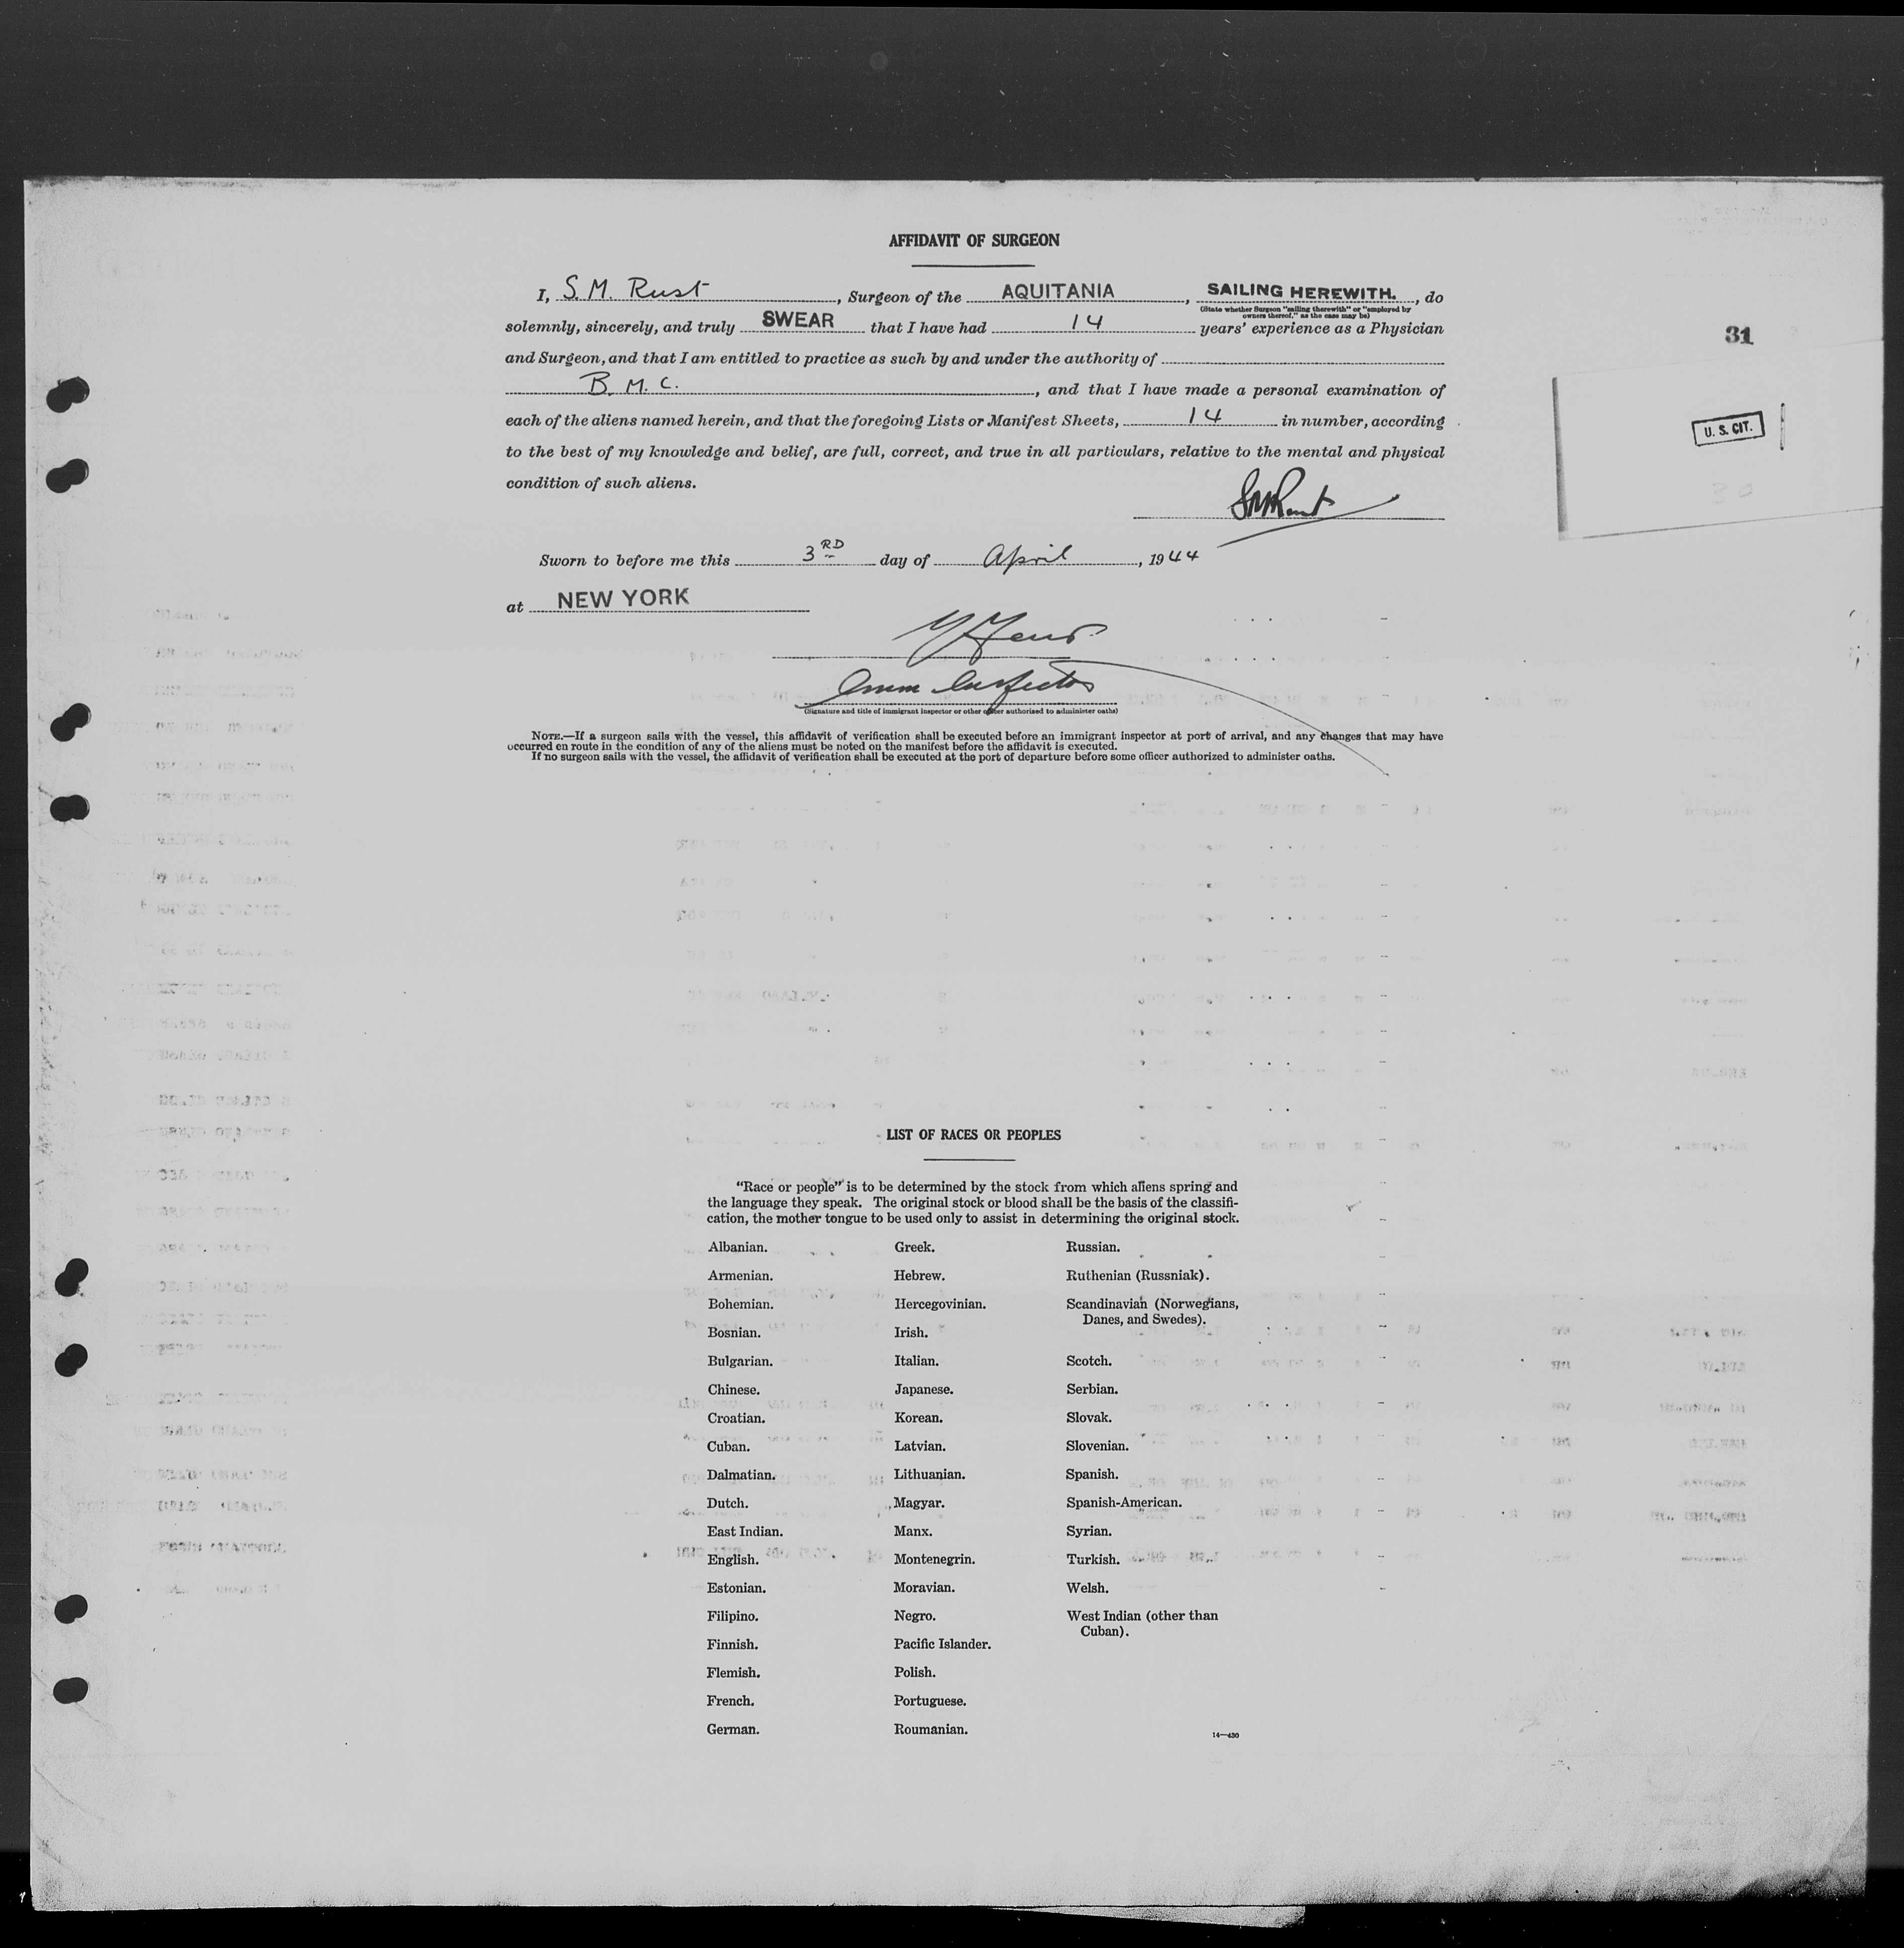 AFFIDAVIT OF SURGEON
I, S. M. Rust, Surgeon of the AQUITANIA, SAILING HEREWITH., do
(State whether Surgeon "sailing therewith" or "employed by
owners thereof," as the case may be)
solemnly, sincerely, and truly SWEAR that I have had 14 years' experience as a Physician
31
and Surgeon, and that I am entitled to practice as such by and under the authority of
B. M. C., and that I have made a personal examination of
each of the aliens named herein, and that the foregoing Lists or Manifest Sheets, 14 in number, according
U. S. CIT.
to the best of my knowledge and belief, are full, correct, and true in all particulars, relative to the mental and physical
condition of such aliens.
SMRust
Sworn to before me this 3RD day of April, 1944
at NEW YORK
Imm Inspector
(Signature and title of immigrant inspector or other officer authorized to administer oaths)
NOTE.—If a surgeon sails with the vessel, this affidavit of verification shall be executed before an immigrant inspector at port of arrival, and any changes that may have
occurred en route in the condition of any of the aliens must be noted on the manifest before the affidavit is executed.
If no surgeon sails with the vessel, the affidavit of verification shall be executed at the port of departure before some officer authorized to administer oaths.
LIST OF RACES OR PEOPLES
"Race or people" is to be determined by the stock from which aliens spring and
the language they speak. The original stock or blood shall be the basis of the classifi-
cation, the mother tongue to be used only to assist in determining the original stock.
Albanian.
Armenian.
Bohemian.
Bosnian.
Bulgarian.
Chinese.
Croatian.
Cuban.
Dalmatian.
Dutch.
East Indian.
English.
Estonian.
Filipino.
Finnish.
Flemish.
French.
German.
Greek.
Hebrew.
Hercegovinian.
Irish.
Italian.
Japanese.
Korean.
Latvian.
Lithuanian.
Magyar.
Manx.
Montenegrin.
Moravian.
Negro.
Pacific Islander.
Polish.
Portuguese.
Roumanian.
Russian.
Ruthenian (Russniak).
Scandinavian (Norwegians,
Danes, and Swedes).
Scotch.
Serbian.
Slovak.
Slovenian.
Spanish.
Spanish-American.
Syrian.
Turkish.
Welsh.
West Indian (other than
Cuban).
14—430